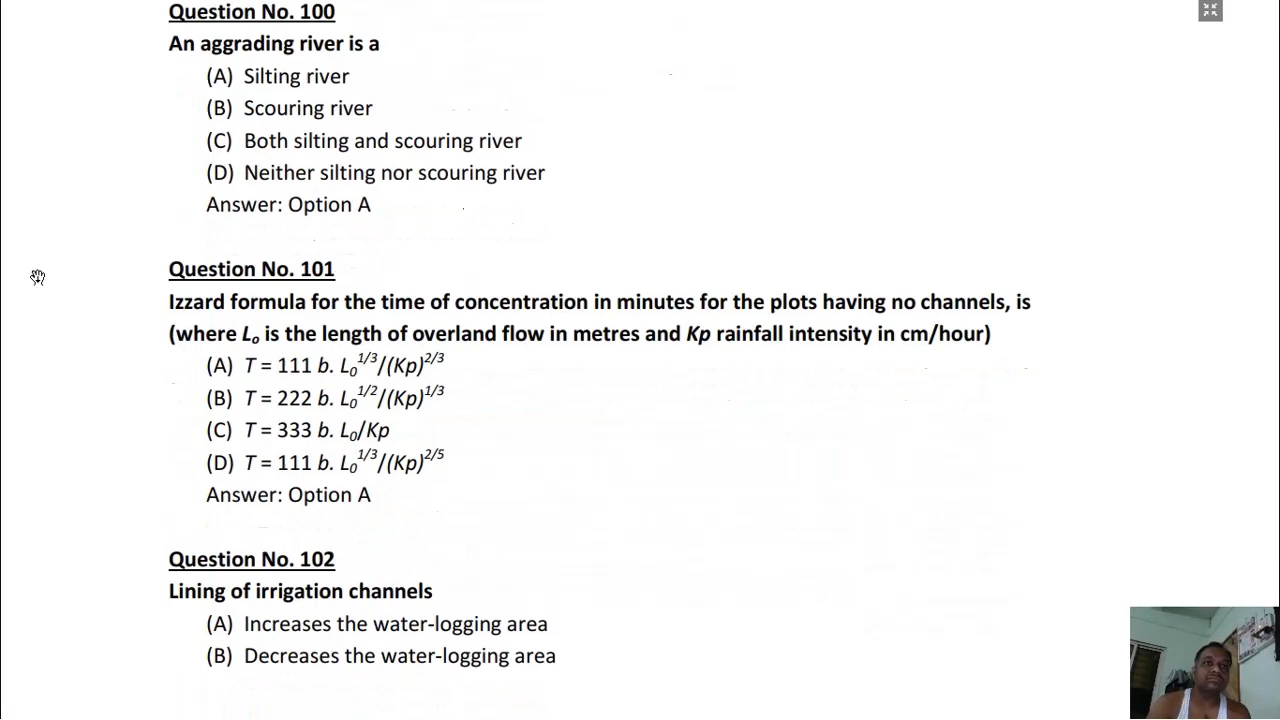 Question No. 100
An aggrading river is a
(A) Silting river
(B) Scouring river
(C) Both silting and scouring river
(D) Neither silting nor scouring river
Answer: Option A
Question No. 101
Izzard formula for the time of concentration in minutes for the plots having no channels, is
(where L₀ is the length of overland flow in metres and Kp rainfall intensity in cm/hour)
(A) T = 111 b. L₀^1/3/(Kp)^2/3
(B) T = 222 b. L₀^1/2/(Kp)^1/3
(C) T = 333 b. L₀/Kp
(D) T = 111 b. L₀^1/3/(Kp)^2/5
Answer: Option A
Question No. 102
Lining of irrigation channels
(A) Increases the water-logging area
(B) Decreases the water-logging area